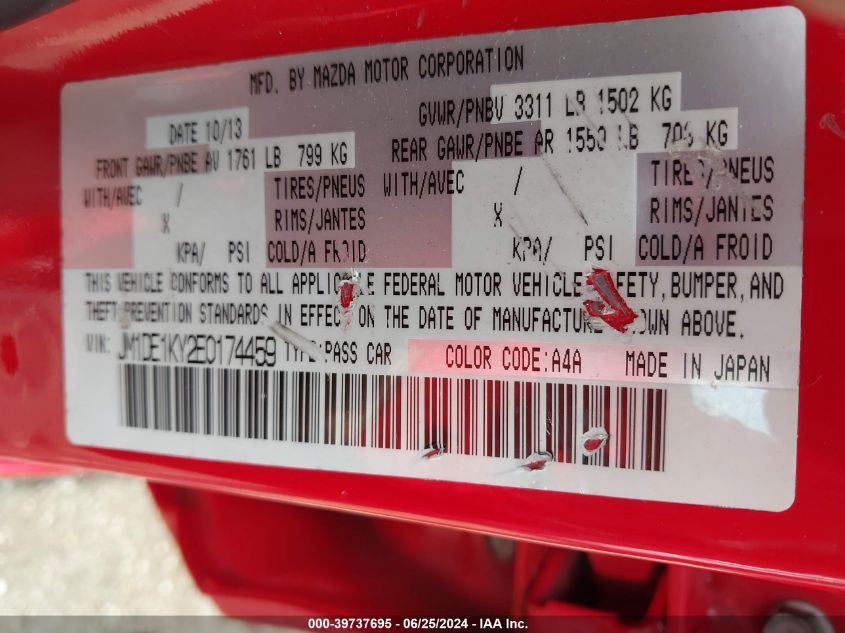 MFD. BY MAZDA MOTOR CORPORATION
DATE 10/13 GVWR/PNBV 3311 LB 1502 KG
FRONT GAWR/PNBE AV 1761 LB 799 KG REAR GAWR/PNBE AR LB KG
WITH/AVEC / TIRES/PNEUS WITH/AVEC / TIRES/PNEUS
X RIMS/JANTES X RIMS/JANTES
KPA/ PSI COLD/A FROID KPA/ PSI COLD/A FROID
THIS VEHICLE CONFORMS TO ALL FEDERAL MOTOR VEHICLE BUMPER, AND
THEFT PREVENTION STANDARDS IN EFFECT ON THE DATE OF MANUFACTURE ABOVE.
VIN: JM1DE1KY2E0174459 TYPE:PASS CAR COLOR CODE:A4A MADE IN JAPAN
000-39737695 - 06/25/2024 - IAA Inc.